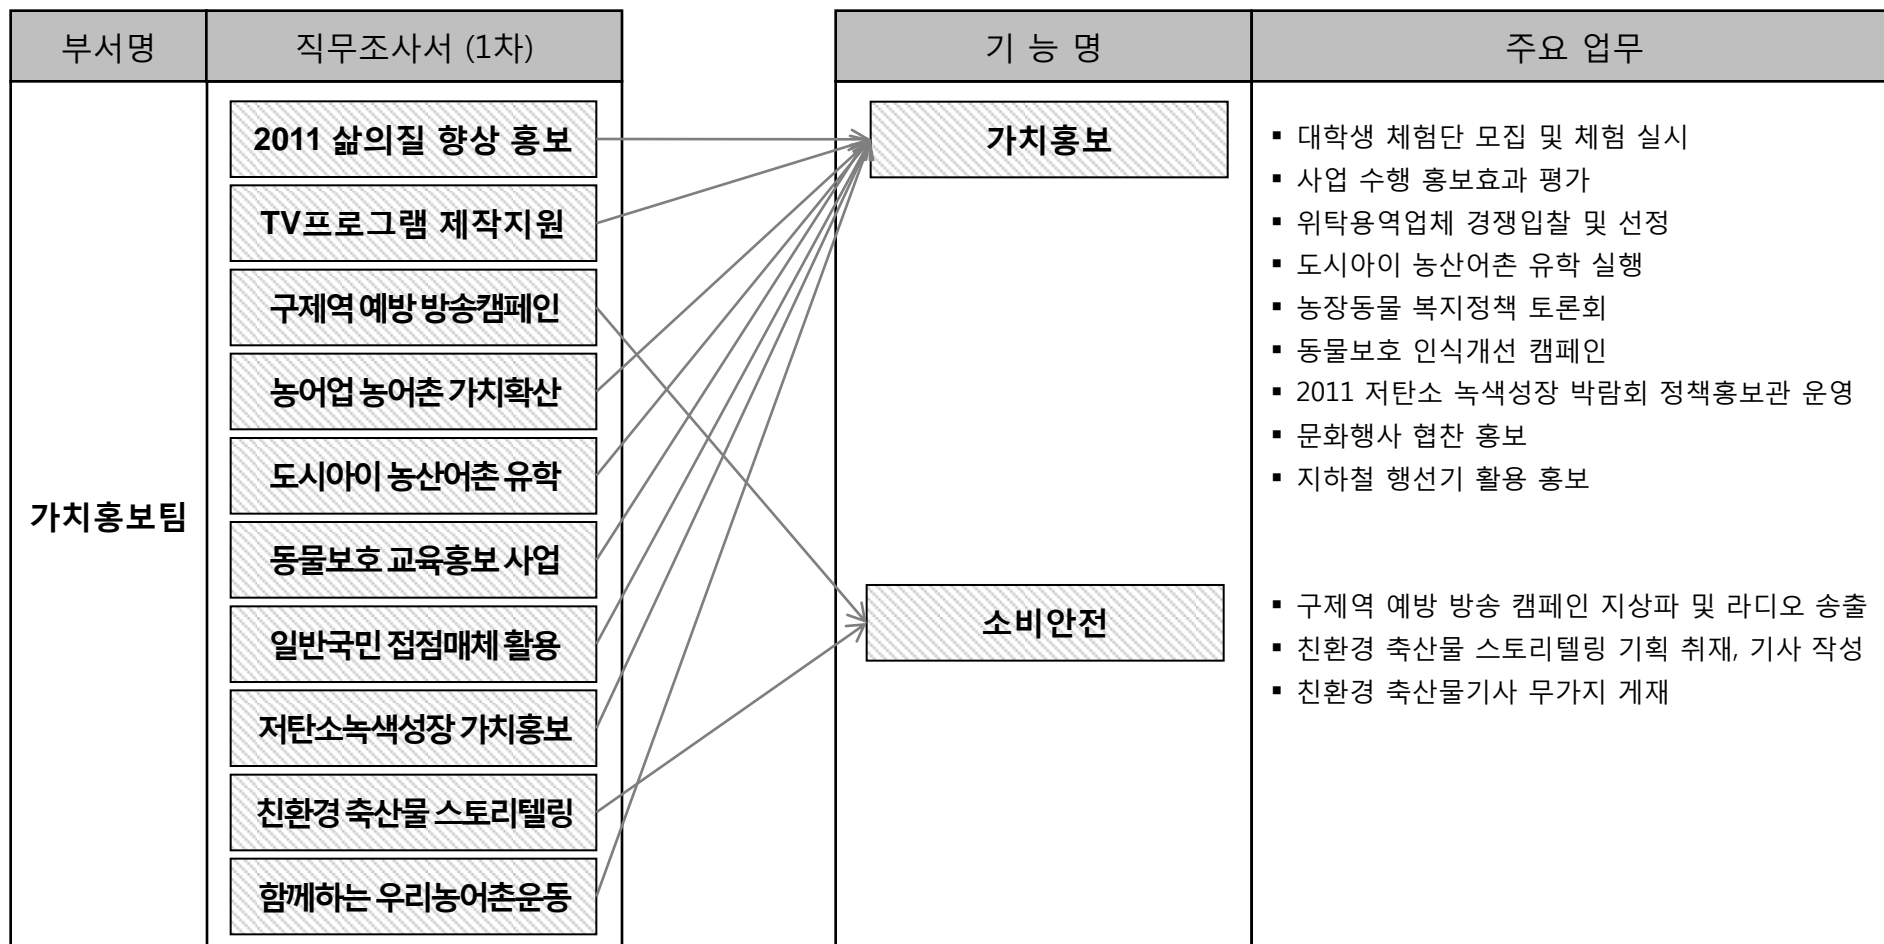 부서명
직무조사서 (1차)
기 능 명
주요 업무
가치홍보팀
2011 삶의질 향상 홍보
TV프로그램 제작지원
구제역 예방 방송캠페인
농어업 농어촌 가치확산
도시아이 농산어촌 유학
동물보호 교육홍보 사업
일반국민 접점매체 활용
저탄소녹색성장 가치홍보
친환경 축산물 스토리텔링
함께하는 우리농어촌운동
가치홍보
▪ 대학생 체험단 모집 및 체험 실시
▪ 사업 수행 홍보효과 평가
▪ 위탁용역업체 경쟁입찰 및 선정
▪ 도시아이 농산어촌 유학 실행
▪ 농장동물 복지정책 토론회
▪ 동물보호 인식개선 캠페인
▪ 2011 저탄소 녹색성장 박람회 정책홍보관 운영
▪ 문화행사 협찬 홍보
▪ 지하철 행선기 활용 홍보
소비안전
▪ 구제역 예방 방송 캠페인 지상파 및 라디오 송출
▪ 친환경 축산물 스토리텔링 기획 취재, 기사 작성
▪ 친환경 축산물기사 무가지 게재